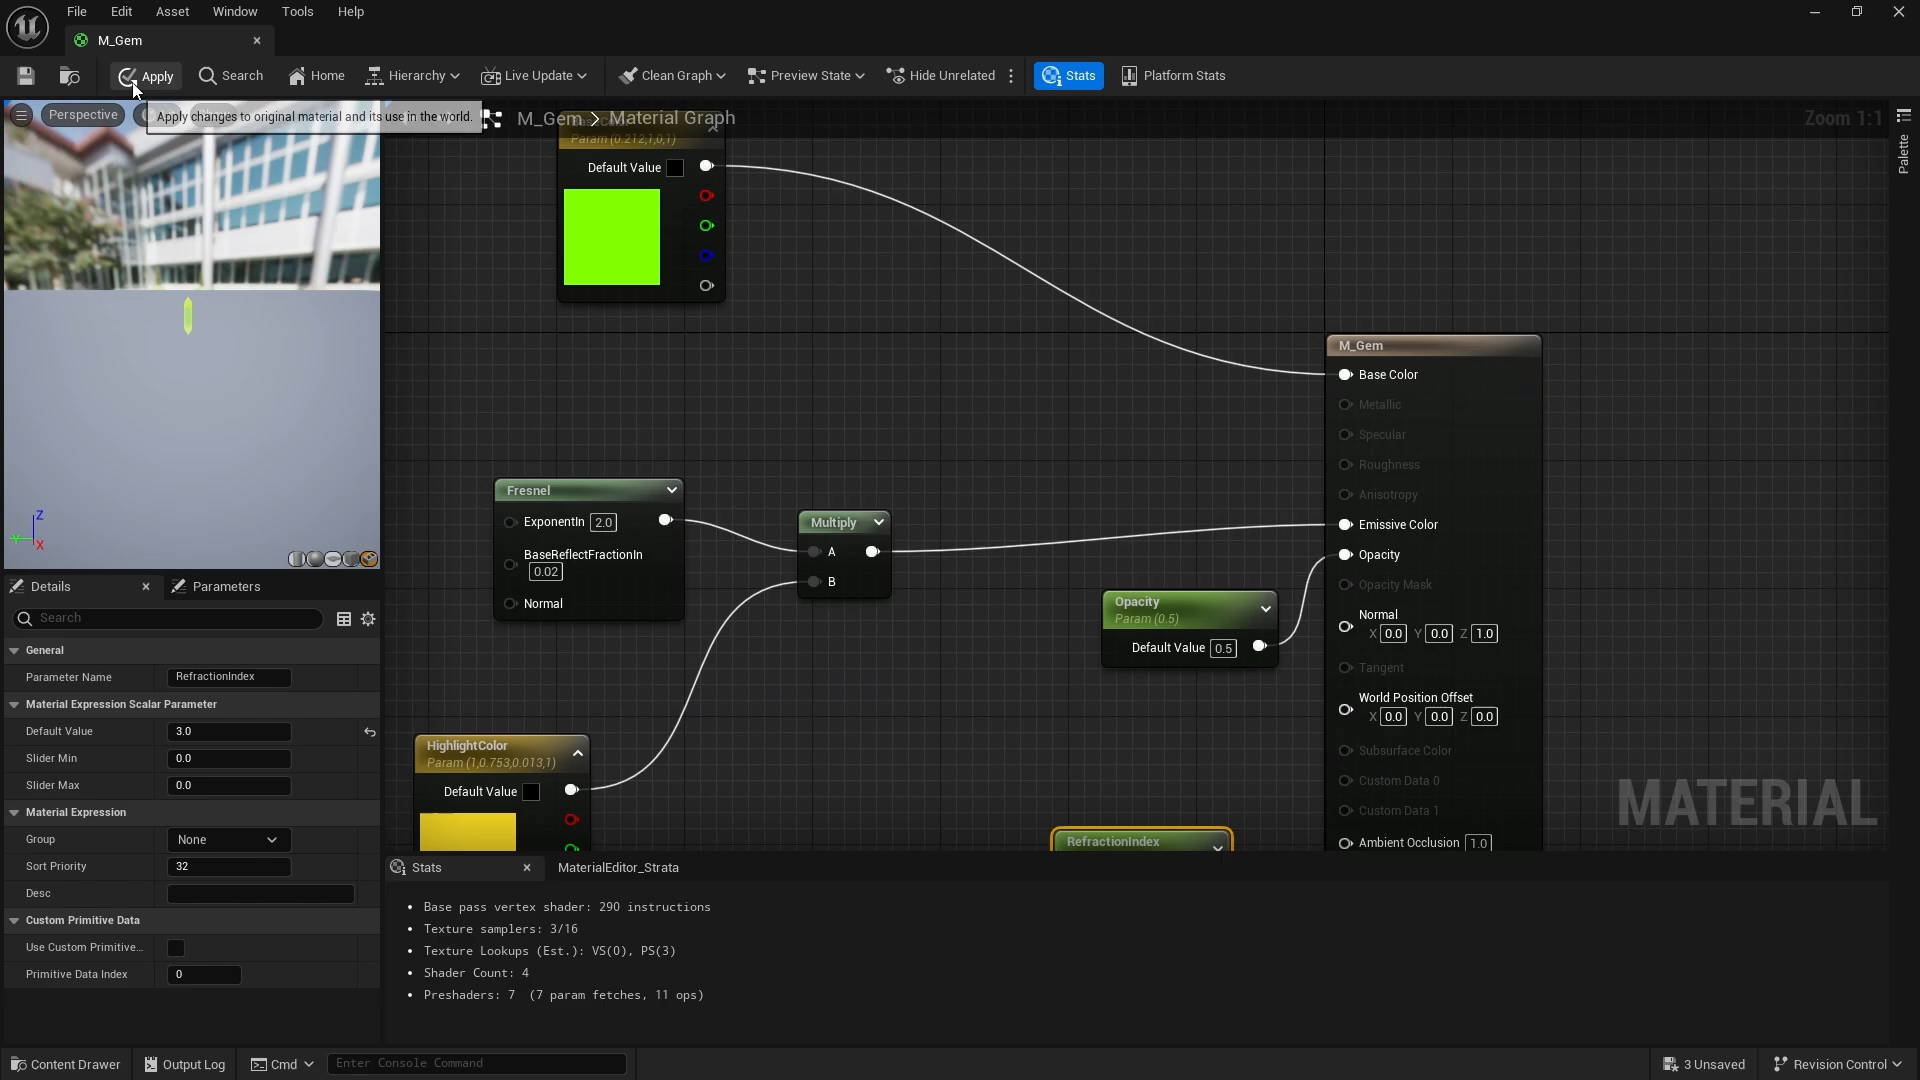 File Edit Asset Window Tools Help
M_Gem
Apply Search Home Hierarchy Live Update Clean Graph Preview State Hide Unrelated Stats Platform Stats
Perspective
Apply changes to original material and its use in the world.
M_Gem > Material Graph
Zoom 1:1
Palette
Param (0.212,1,0,1)
Default Value
M_Gem
Base Color
Metallic
Specular
Roughness
Anisotropy
Emissive Color
Opacity
Opacity Mask
Normal
X 0.0 Y 0.0 Z 1.0
Tangent
World Position Offset
X 0.0 Y 0.0 Z 0.0
Subsurface Color
Custom Data 0
Custom Data 1
Ambient Occlusion 1.0
Fresnel
ExponentIn 2.0
BaseReflectFractionIn
0.02
Normal
Multiply
A
B
Opacity
Param (0.5)
Default Value 0.5
HighlightColor
Param (1,0.753,0.013,1)
Default Value
RefractionIndex
MATERIAL
Z
Y
X
Details Parameters
Search
General
Parameter Name RefractionIndex
Material Expression Scalar Parameter
Default Value 3.0
Slider Min 0.0
Slider Max 0.0
Material Expression
Group None
Sort Priority 32
Desc
Custom Primitive Data
Use Custom Primitive...
Primitive Data Index 0
Stats MaterialEditor_Strata
• Base pass vertex shader: 290 instructions
• Texture samplers: 3/16
• Texture Lookups (Est.): VS(0), PS(3)
• Shader Count: 4
• Preshaders: 7 (7 param fetches, 11 ops)
Content Drawer Output Log Cmd Enter Console Command 3 Unsaved Revision Control